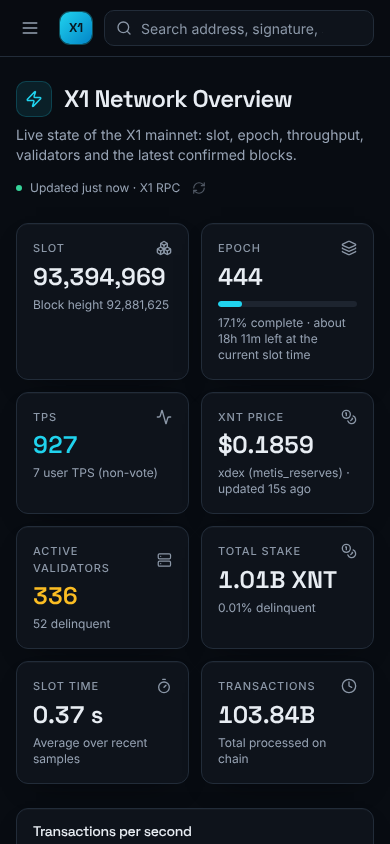 X1
Search address, signature,
X1 Network Overview
Live state of the X1 mainnet: slot, epoch, throughput,
validators and the latest confirmed blocks.
Updated just now · X1 RPC
SLOT
93,394,969
Block height 92,881,625
EPOCH
444
17.1% complete · about
18h 11m left at the
current slot time
TPS
927
7 user TPS (non-vote)
XNT PRICE
$0.1859
xdex (metis_reserves) ·
updated 15s ago
ACTIVE
VALIDATORS
336
52 delinquent
TOTAL STAKE
1.01B XNT
0.01% delinquent
SLOT TIME
0.37 s
Average over recent
samples
TRANSACTIONS
103.84B
Total processed on
chain
Transactions per second